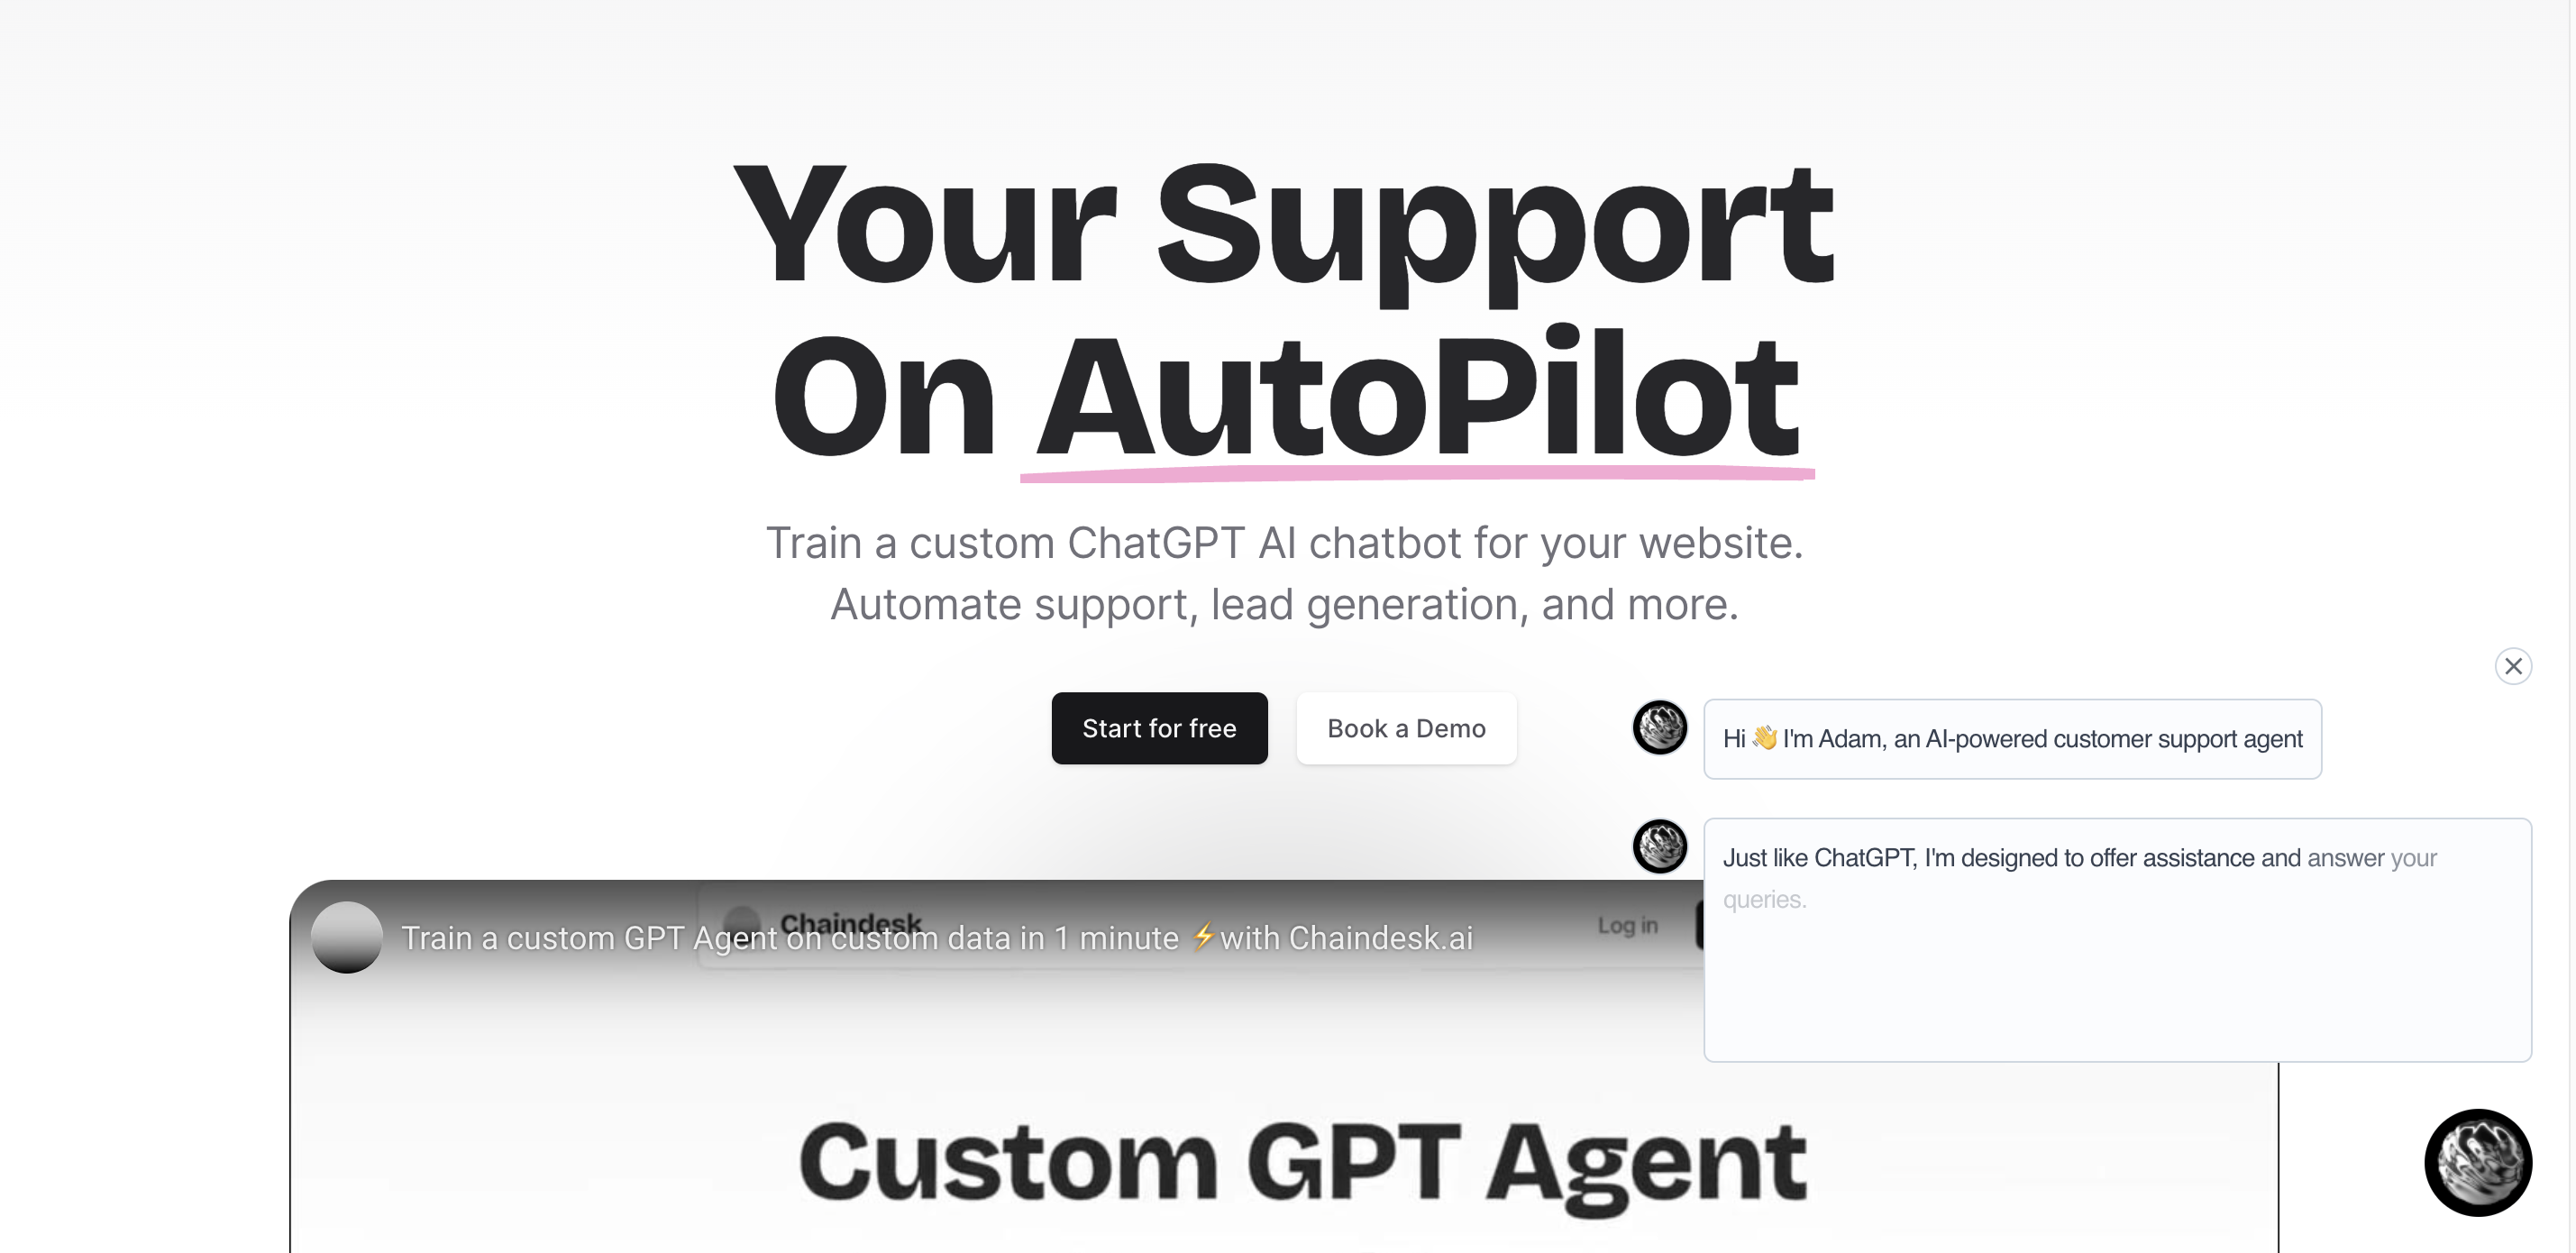 Your Support
On AutoPilot
Train a custom ChatGPT AI chatbot for your website.
Automate support, lead generation, and more.
Start for free
Book a Demo
Hi 👋 I'm Adam, an AI-powered customer support agent
Just like ChatGPT, I'm designed to offer assistance and answer your
queries.
Chaindesk
Log in
Train a custom GPT Agent on custom data in 1 minute ⚡with Chaindesk.ai
Custom GPT Agent